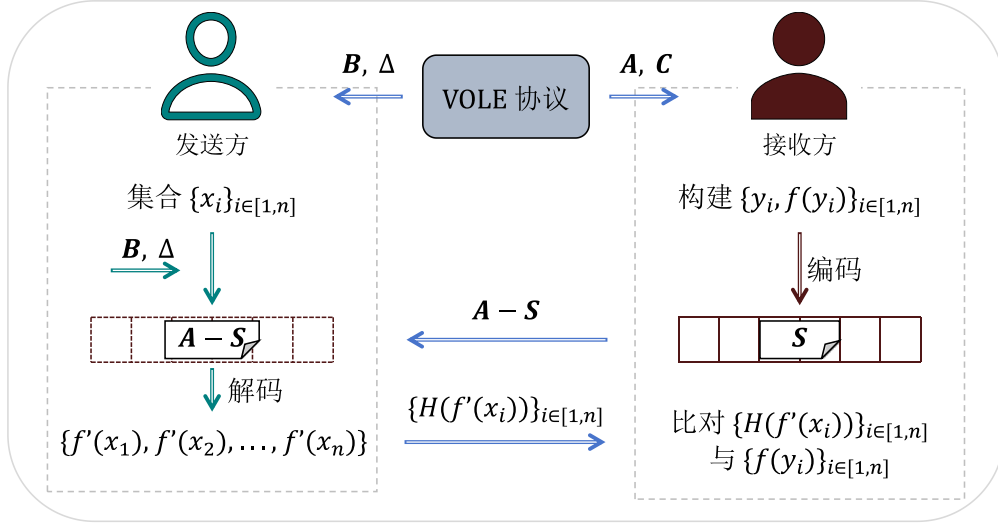 B, Δ
VOLE 协议
A, C
发送方
接收方
集合 {x_i}_{i∈[1,n]}
构建 {y_i, f(y_i)}_{i∈[1,n]}
B, Δ
编码
A − S
A − S
S
解码
{H(f'(x_i))}_{i∈[1,n]}
{f'(x_1), f'(x_2), ..., f'(x_n)}
比对 {H(f'(x_i))}_{i∈[1,n]}
与 {f(y_i)}_{i∈[1,n]}